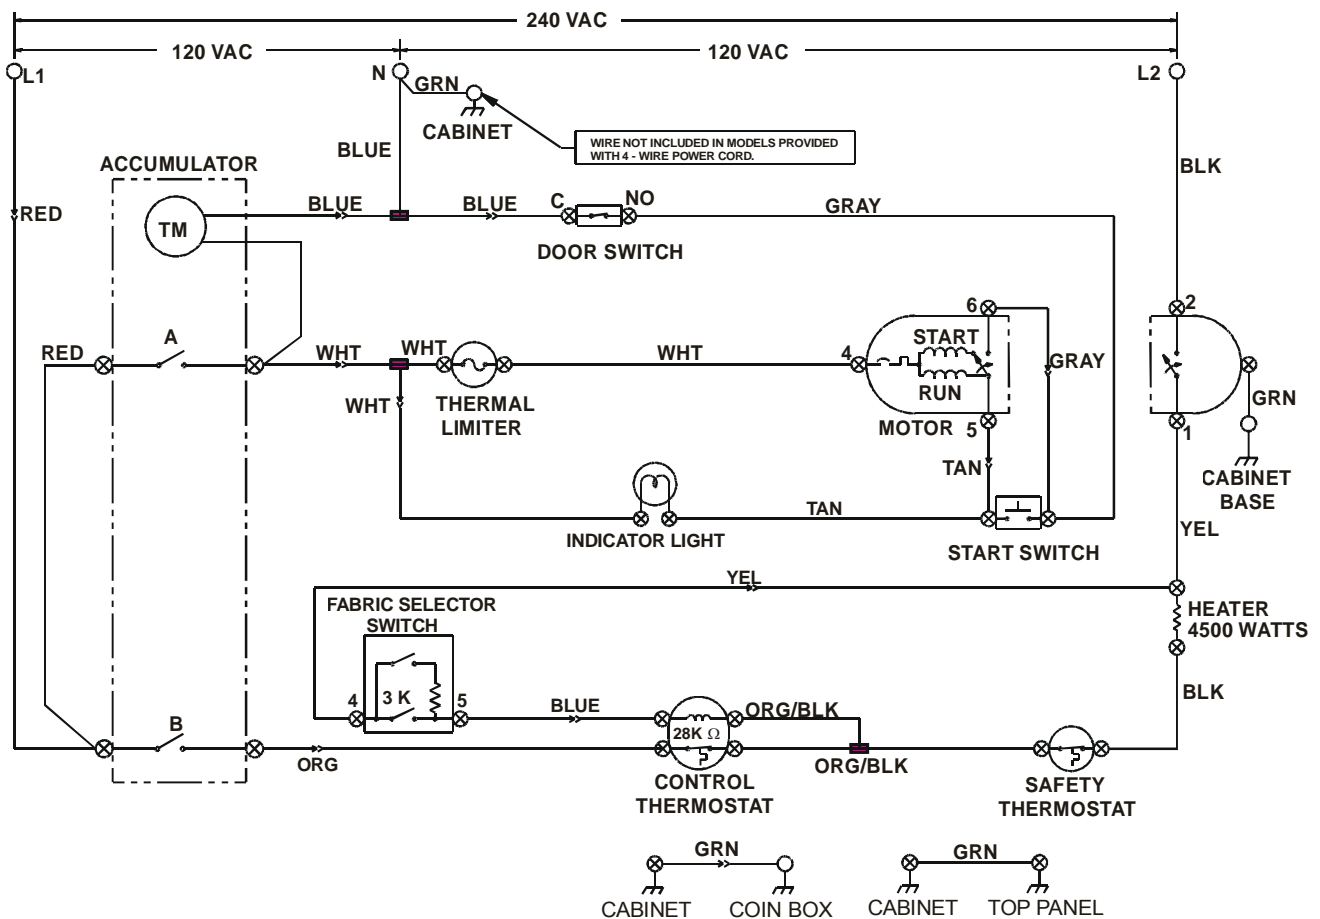 240 VAC
120 VAC
120 VAC
L1
N
GRN
L2
CABINET
WIRE NOT INCLUDED IN MODELS PROVIDED
WITH 4 - WIRE POWER CORD.
BLUE
ACCUMULATOR
BLK
RED
TM
BLUE
BLUE
C
NO
GRAY
DOOR SWITCH
6
2
A
START
RED
WHT
WHT
WHT
4
GRAY
RUN
WHT
THERMAL
LIMITER
MOTOR
5
GRN
1
TAN
CABINET
BASE
TAN
INDICATOR LIGHT
START SWITCH
YEL
YEL
FABRIC SELECTOR
SWITCH
HEATER
4500 WATTS
4
3 K
5
BLUE
ORG/BLK
BLK
B
28K Ω
ORG
ORG/BLK
CONTROL
THERMOSTAT
SAFETY
THERMOSTAT
GRN
GRN
CABINET
COIN BOX
CABINET
TOP PANEL